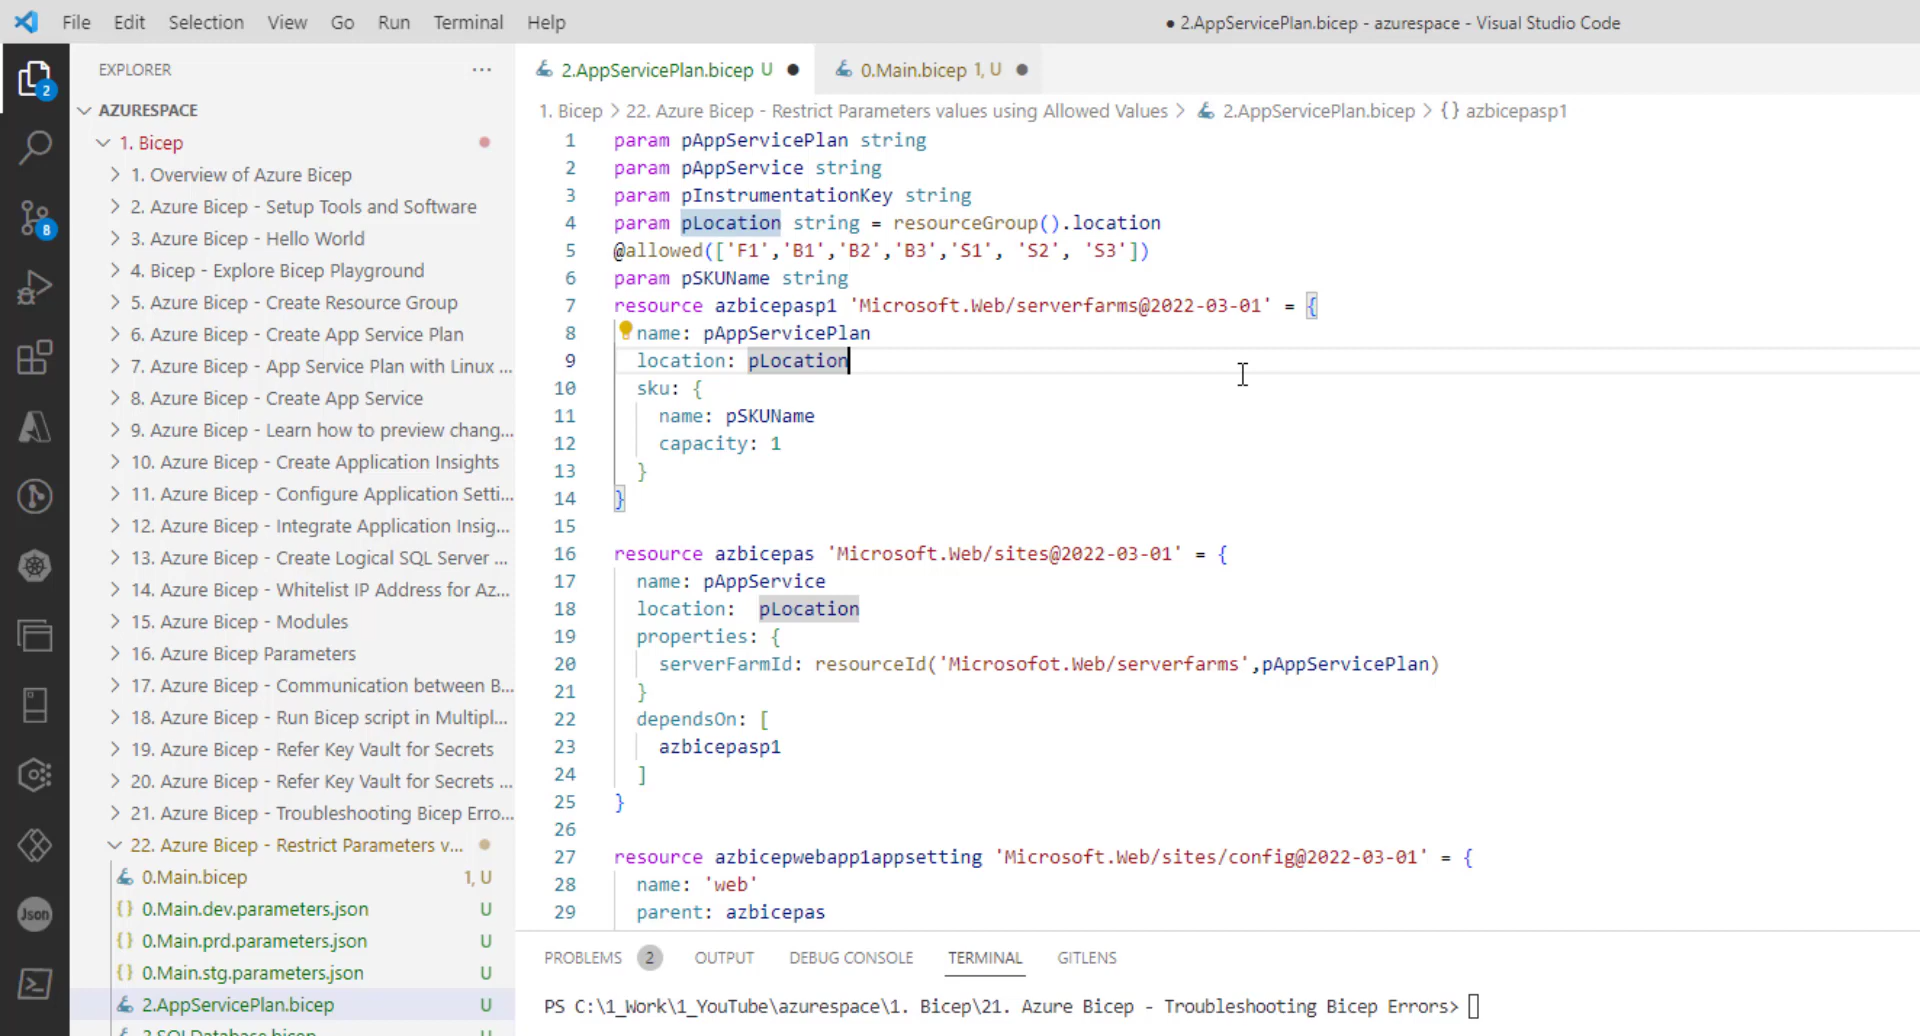 File Edit Selection View Go Run Terminal Help
● 2.AppServicePlan.bicep - azurespace - Visual Studio Code
EXPLORER ...
AZURESPACE
1. Bicep
1. Overview of Azure Bicep
2. Azure Bicep - Setup Tools and Software
3. Azure Bicep - Hello World
4. Bicep - Explore Bicep Playground
5. Azure Bicep - Create Resource Group
6. Azure Bicep - Create App Service Plan
7. Azure Bicep - App Service Plan with Linux ...
8. Azure Bicep - Create App Service
9. Azure Bicep - Learn how to preview chang...
10. Azure Bicep - Create Application Insights
11. Azure Bicep - Configure Application Setti...
12. Azure Bicep - Integrate Application Insig...
13. Azure Bicep - Create Logical SQL Server ...
14. Azure Bicep - Whitelist IP Address for Az...
15. Azure Bicep - Modules
16. Azure Bicep Parameters
17. Azure Bicep - Communication between B...
18. Azure Bicep - Run Bicep script in Multipl...
19. Azure Bicep - Refer Key Vault for Secrets
20. Azure Bicep - Refer Key Vault for Secrets ...
21. Azure Bicep - Troubleshooting Bicep Erro...
22. Azure Bicep - Restrict Parameters v...
0.Main.bicep 1, U
{} 0.Main.dev.parameters.json U
{} 0.Main.prd.parameters.json U
{} 0.Main.stg.parameters.json U
2.AppServicePlan.bicep U
3.SQLDatabase.bicep U
2
8
Json
2.AppServicePlan.bicep U ● 0.Main.bicep 1, U ●
1. Bicep > 22. Azure Bicep - Restrict Parameters values using Allowed Values > 2.AppServicePlan.bicep > {} azbicepasp1
1 param pAppServicePlan string
2 param pAppService string
3 param pInstrumentationKey string
4 param pLocation string = resourceGroup().location
5 @allowed(['F1','B1','B2','B3','S1', 'S2', 'S3'])
6 param pSKUName string
7 resource azbicepasp1 'Microsoft.Web/serverfarms@2022-03-01' = {
8 name: pAppServicePlan
9 location: pLocation
10 sku: {
11 name: pSKUName
12 capacity: 1
13 }
14 }
15
16 resource azbicepas 'Microsoft.Web/sites@2022-03-01' = {
17 name: pAppService
18 location:  pLocation
19 properties: {
20 serverFarmId: resourceId('Microsofot.Web/serverfarms',pAppServicePlan)
21 }
22 dependsOn: [
23 azbicepasp1
24 ]
25 }
26
27 resource azbicepwebapp1appsetting 'Microsoft.Web/sites/config@2022-03-01' = {
28 name: 'web'
29 parent: azbicepas
PROBLEMS 2 OUTPUT DEBUG CONSOLE TERMINAL GITLENS
PS C:\1_Work\1_YouTube\azurespace\1. Bicep\21. Azure Bicep - Troubleshooting Bicep Errors>